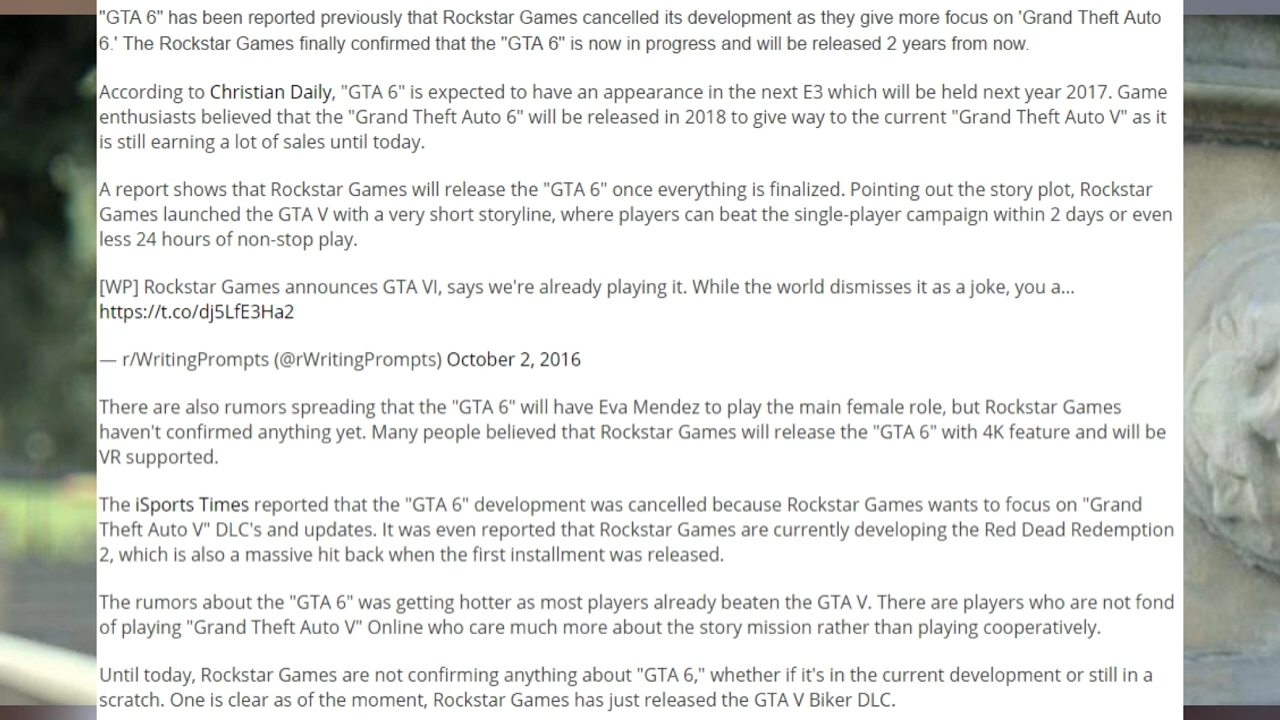 "GTA 6" has been reported previously that Rockstar Games cancelled its development as they give more focus on 'Grand Theft Auto
6.' The Rockstar Games finally confirmed that the "GTA 6" is now in progress and will be released 2 years from now.
According to Christian Daily, "GTA 6" is expected to have an appearance in the next E3 which will be held next year 2017. Game
enthusiasts believed that the "Grand Theft Auto 6" will be released in 2018 to give way to the current "Grand Theft Auto V" as it
is still earning a lot of sales until today.
A report shows that Rockstar Games will release the "GTA 6" once everything is finalized. Pointing out the story plot, Rockstar
Games launched the GTA V with a very short storyline, where players can beat the single-player campaign within 2 days or even
less 24 hours of non-stop play.
[WP] Rockstar Games announces GTA VI, says we're already playing it. While the world dismisses it as a joke, you a...
https://t.co/dj5LfE3Ha2
— r/WritingPrompts (@rWritingPrompts) October 2, 2016
There are also rumors spreading that the "GTA 6" will have Eva Mendez to play the main female role, but Rockstar Games
haven't confirmed anything yet. Many people believed that Rockstar Games will release the "GTA 6" with 4K feature and will be
VR supported.
The iSports Times reported that the "GTA 6" development was cancelled because Rockstar Games wants to focus on "Grand
Theft Auto V" DLC's and updates. It was even reported that Rockstar Games are currently developing the Red Dead Redemption
2, which is also a massive hit back when the first installment was released.
The rumors about the "GTA 6" was getting hotter as most players already beaten the GTA V. There are players who are not fond
of playing "Grand Theft Auto V" Online who care much more about the story mission rather than playing cooperatively.
Until today, Rockstar Games are not confirming anything about "GTA 6," whether if it's in the current development or still in a
scratch. One is clear as of the moment, Rockstar Games has just released the GTA V Biker DLC.